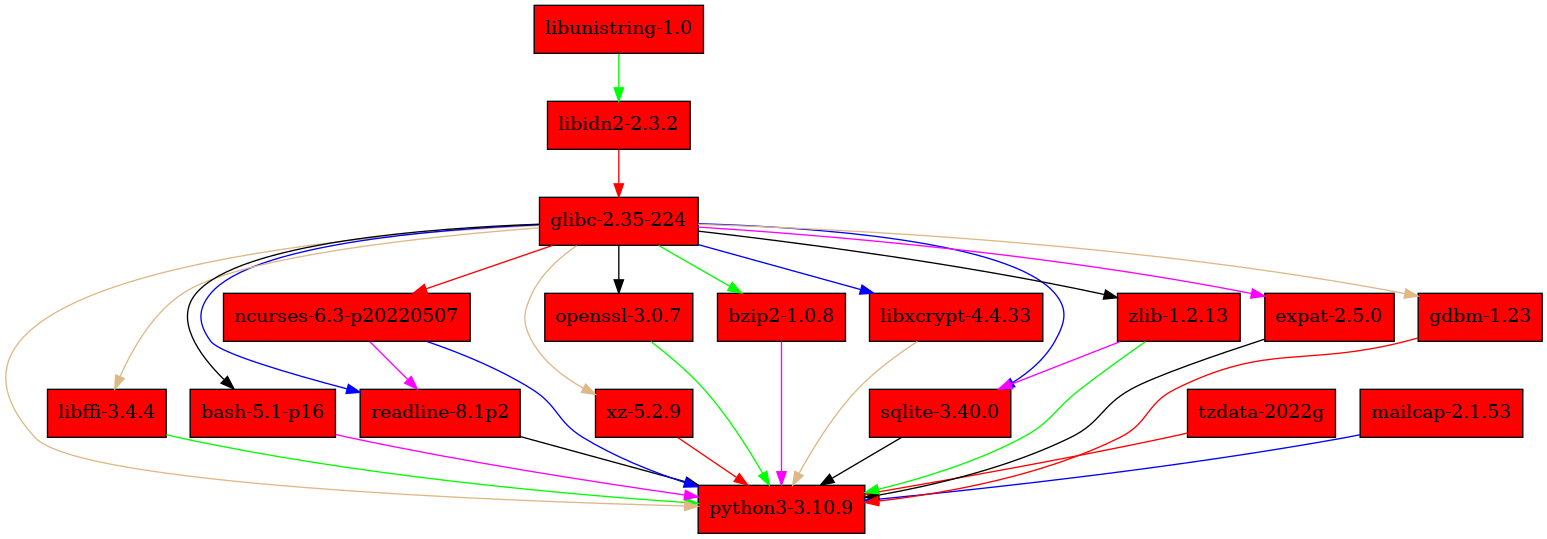 libunistring-1.0
libidn2-2.3.2
glibc-2.35-224
ncurses-6.3-p20220507
openssl-3.0.7
bzip2-1.0.8
libxcrypt-4.4.33
zlib-1.2.13
expat-2.5.0
gdbm-1.23
libffi-3.4.4
bash-5.1-p16
readline-8.1p2
xz-5.2.9
sqlite-3.40.0
tzdata-2022g
mailcap-2.1.53
python3-3.10.9